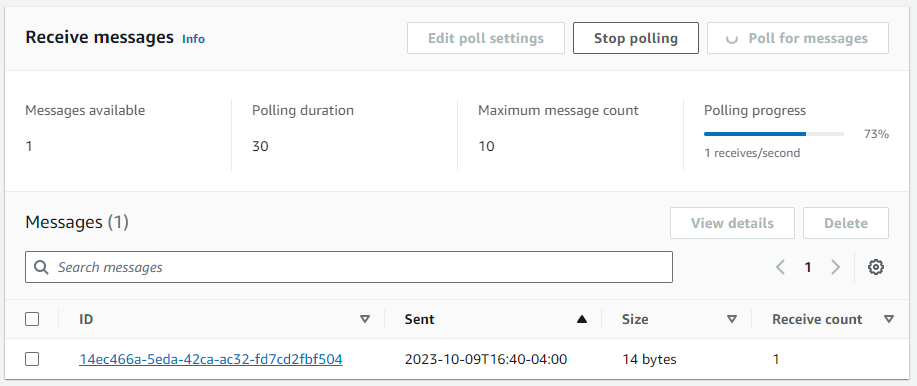 Receive messages Info Edit poll settings Stop polling Poll for messages
Messages available Polling duration Maximum message count Polling progress
1 30 10 73%
1 receives/second
Messages (1) View details Delete
Search messages 1
ID Sent Size Receive count
14ec466a-5eda-42ca-ac32-fd7cd2fbf504 2023-10-09T16:40-04:00 14 bytes 1